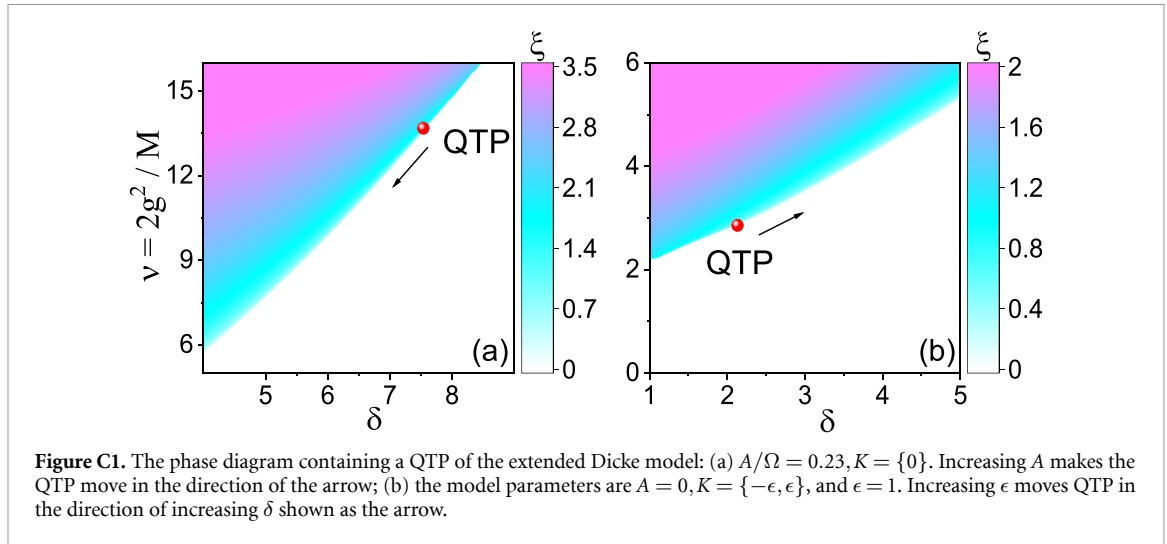 ξ
ξ
15
12
9
6
ν = 2g² / M
QTP
(a)
5 6 7 8
δ
3.5
2.8
2.1
1.4
0.7
0
6
4
2
0
QTP
(b)
1 2 3 4 5
δ
2
1.6
1.2
0.8
0.4
0
Figure C1. The phase diagram containing a QTP of the extended Dicke model: (a) A/Ω = 0.23, K = {0}. Increasing A makes the
QTP move in the direction of the arrow; (b) the model parameters are A = 0, K = {−ϵ, ϵ}, and ϵ = 1. Increasing ϵ moves QTP in
the direction of increasing δ shown as the arrow.